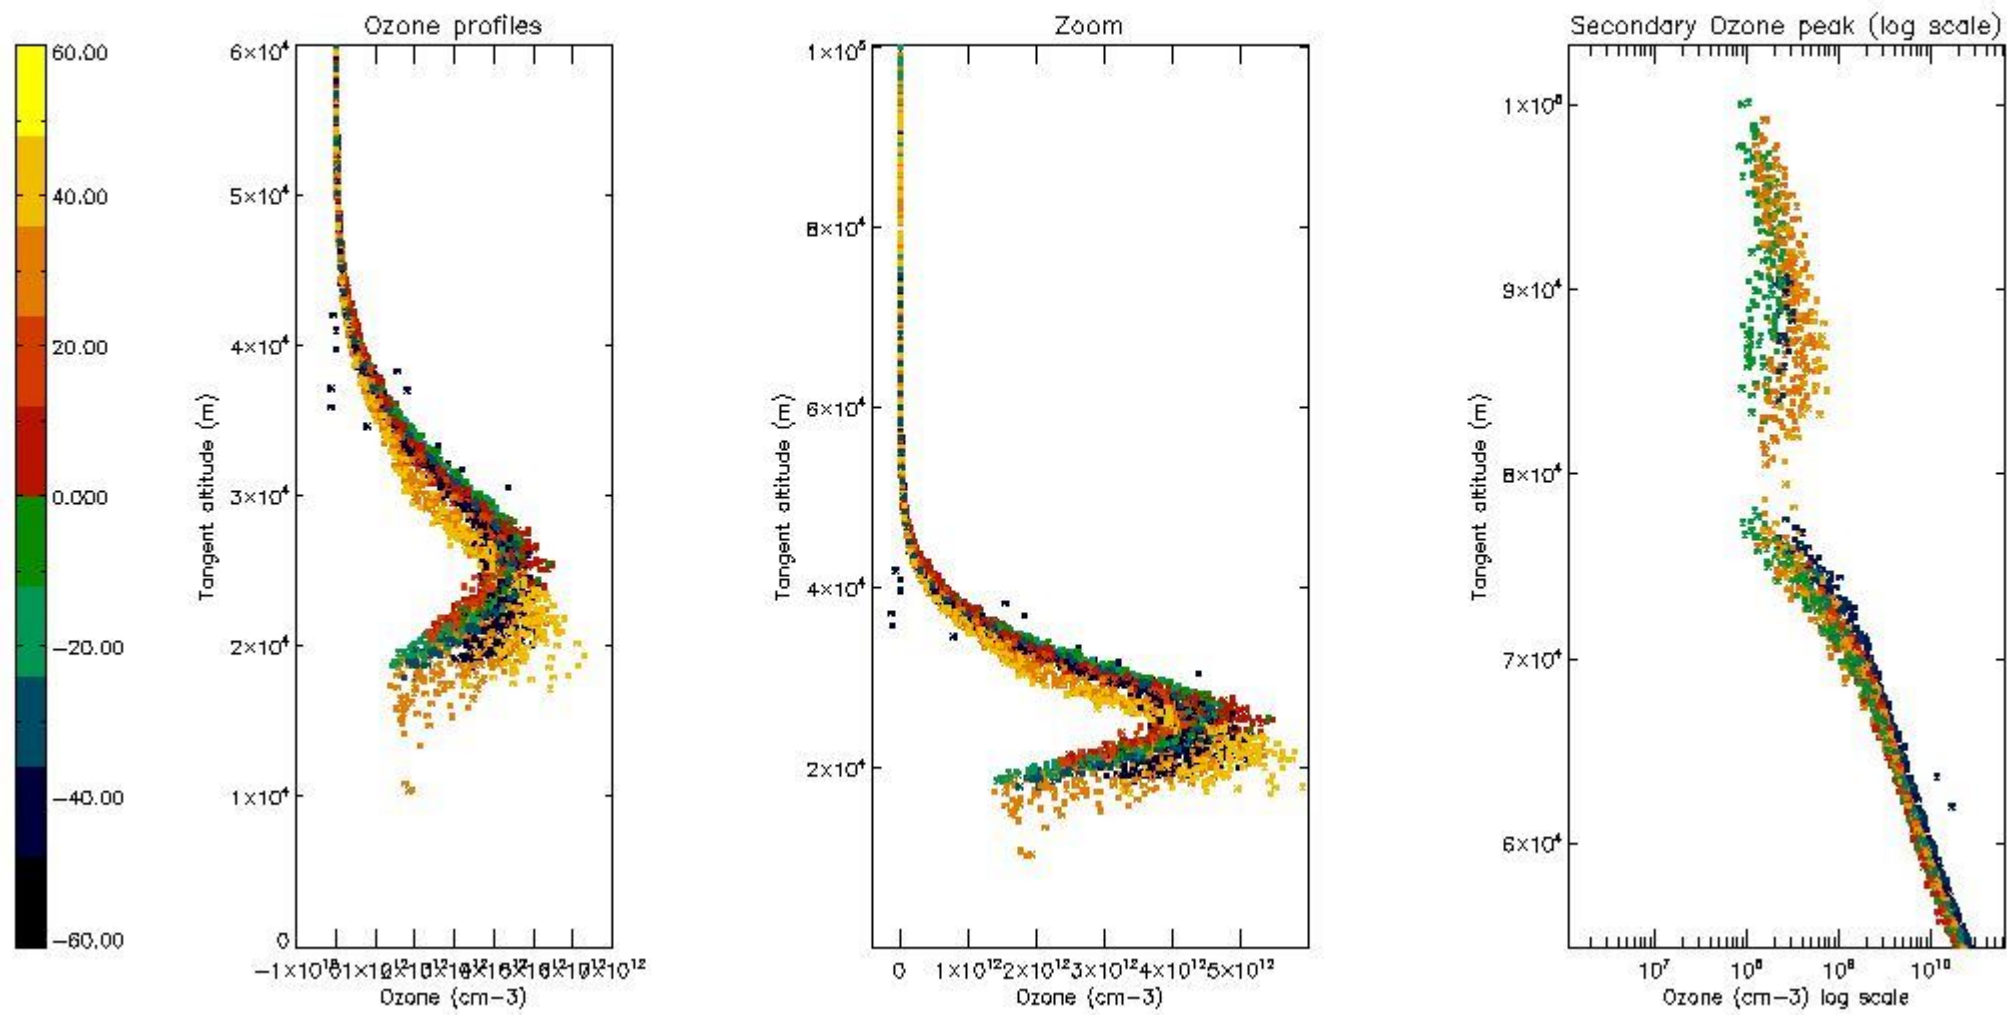 Ozone profiles
Zoom
Secondary Ozone peak (log scale)
60.00
40.00
20.00
0.000
−20.00
−40.00
−60.00
6×10⁴
5×10⁴
4×10⁴
3×10⁴
2×10⁴
1×10⁴
0
Tangent altitude (m)
Ozone (cm−3)
1×10⁵
8×10⁴
6×10⁴
4×10⁴
2×10⁴
Tangent altitude (m)
0 1×10¹² 2×10¹² 3×10¹² 4×10¹² 5×10¹²
Ozone (cm−3)
9×10⁴
8×10⁴
7×10⁴
6×10⁴
Tangent altitude (m)
10⁷ 10⁸ 10⁹ 10¹⁰
Ozone (cm−3) log scale